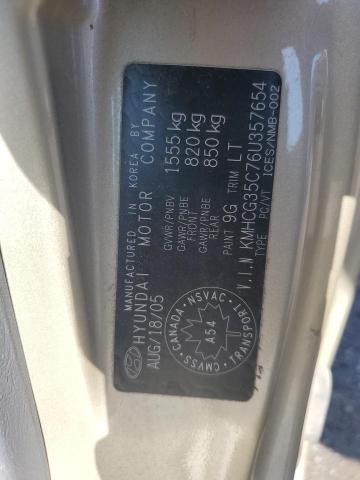 MANUFACTURED IN KOREA BY
HYUNDAI MOTOR COMPANY
AUG/18/05
GVWR/PNBV 1555 kg
GAWR/PNBE FRONT 820 kg
GAWR/PNBE REAR 850 kg
PAINT 9G TRIM LT
V.I.N KMHCG35C76U357654
TYPE PC/VT ICES/NMB-002
CANADA NSVAC TRANSPORT CMVSS
A54